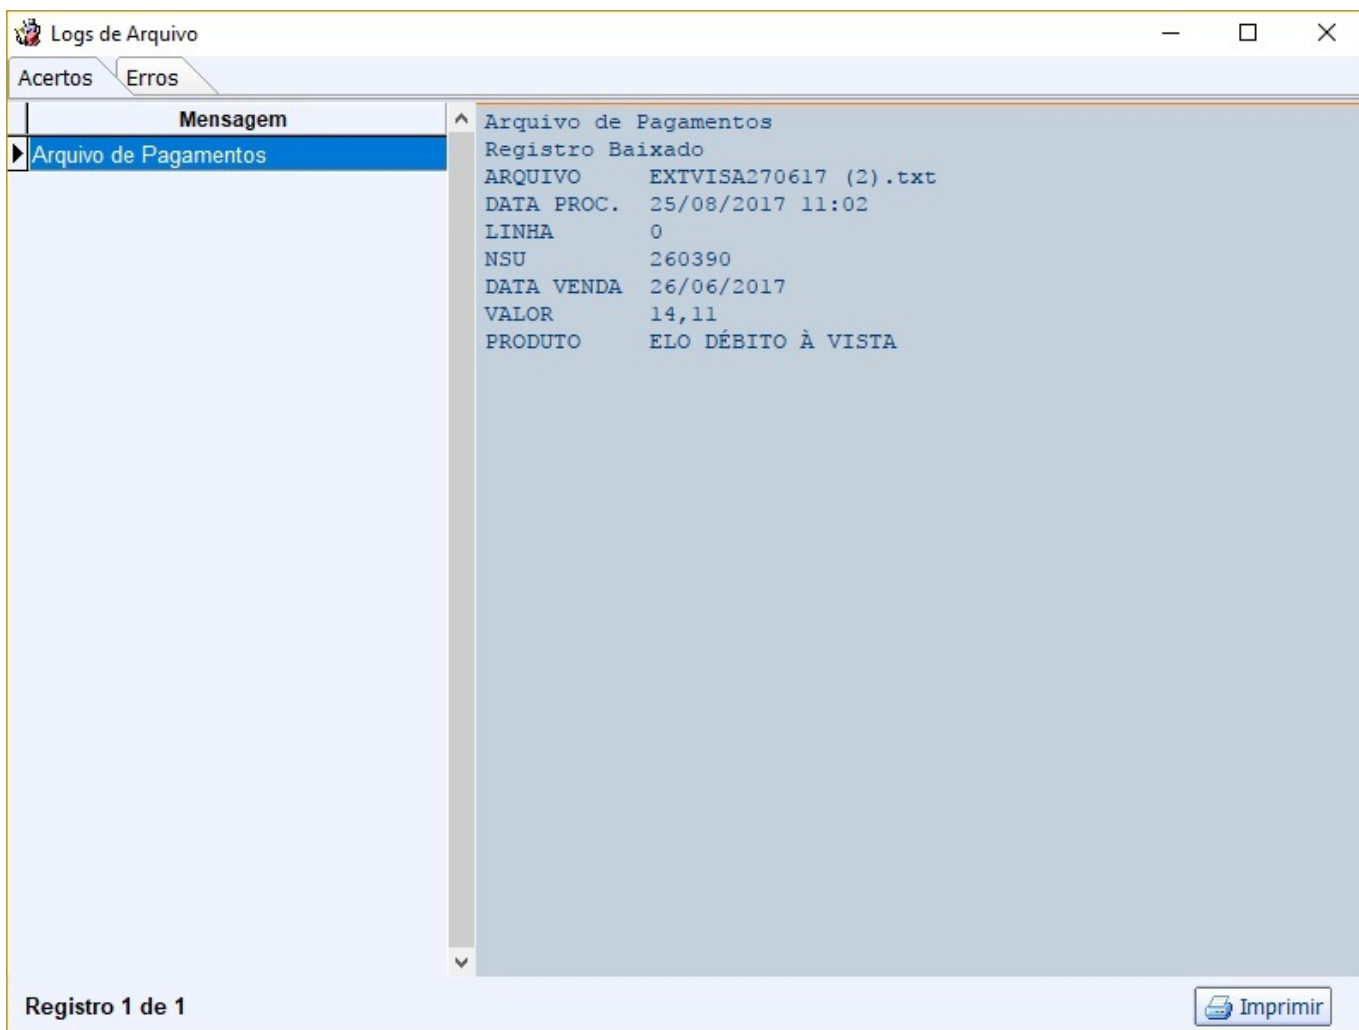 Logs de Arquivo
Acertos Erros
Mensagem
Arquivo de Pagamentos
Arquivo de Pagamentos
Registro Baixado
ARQUIVO EXTVISA270617 (2).txt
DATA PROC. 25/08/2017 11:02
LINHA 0
NSU 260390
DATA VENDA 26/06/2017
VALOR 14,11
PRODUTO ELO DÉBITO À VISTA
Registro 1 de 1
Imprimir